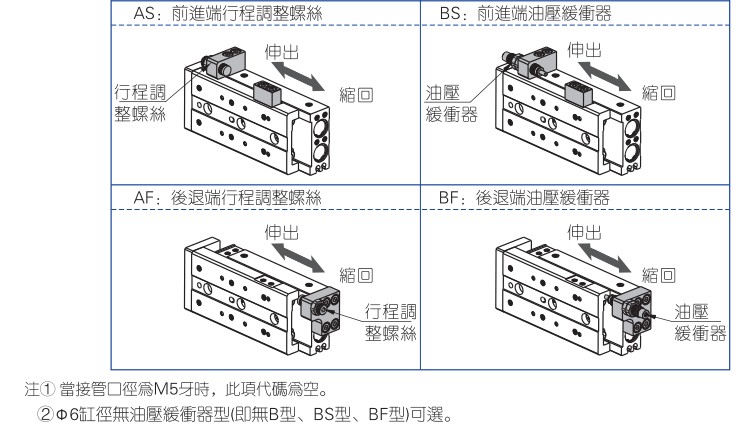 AS：前進端行程調整螺絲
伸出
縮回
行程調
整螺絲
BS：前進端油壓緩衝器
伸出
縮回
油壓
緩衝器
AF：後退端行程調整螺絲
伸出
縮回
行程調
整螺絲
BF：後退端油壓緩衝器
伸出
縮回
油壓
緩衝器
注① 當接管口徑為M5牙時，此項代碼為空。
②Φ6缸徑無油壓緩衝器型(即無B型、BS型、BF型)可選。